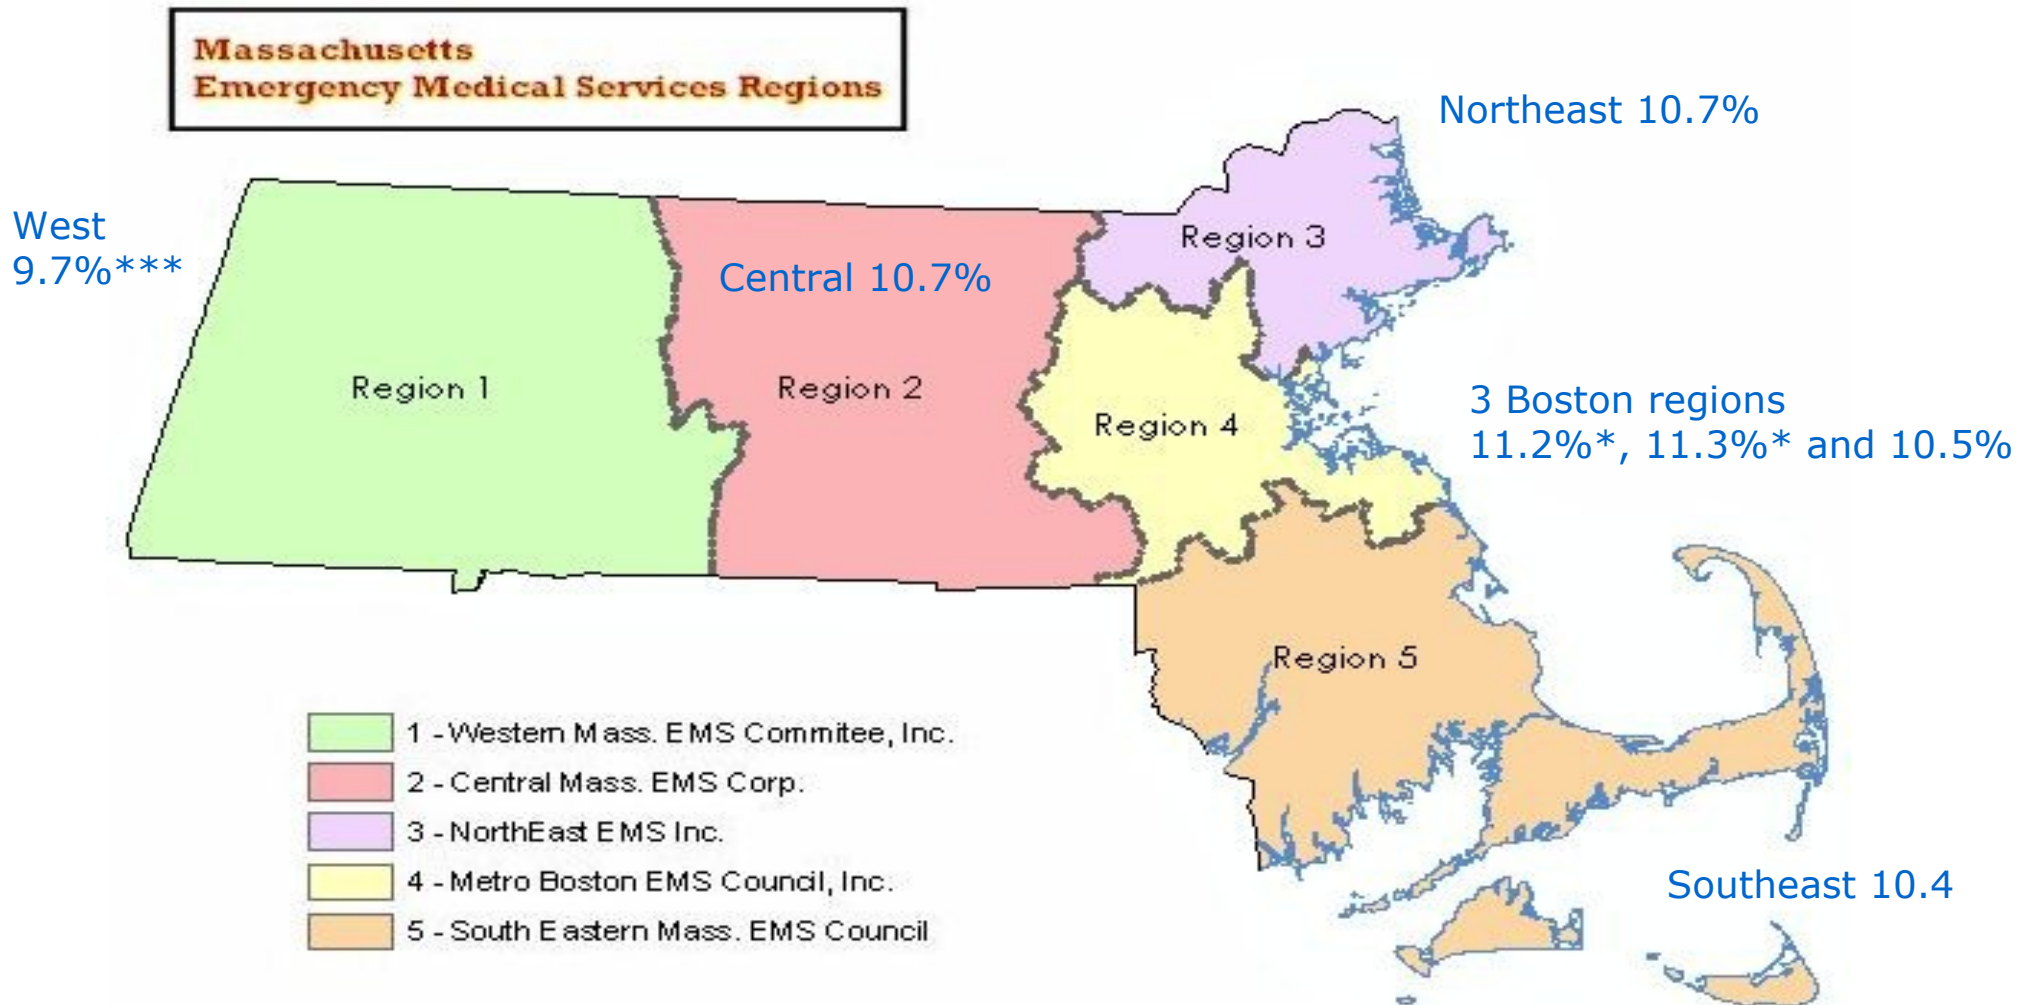 Massachusetts
Emergency Medical Services Regions
Northeast 10.7%
West
9.7%***
Region 3
Central 10.7%
Region 1
Region 2
Region 4
3 Boston regions
11.2%*, 11.3%* and 10.5%
Region 5
1 - Western Mass. EMS Commitee, Inc.
2 - Central Mass. EMS Corp.
3 - NorthEast EMS Inc.
4 - Metro Boston EMS Council, Inc.
5 - South Eastern Mass. EMS Council
Southeast 10.4